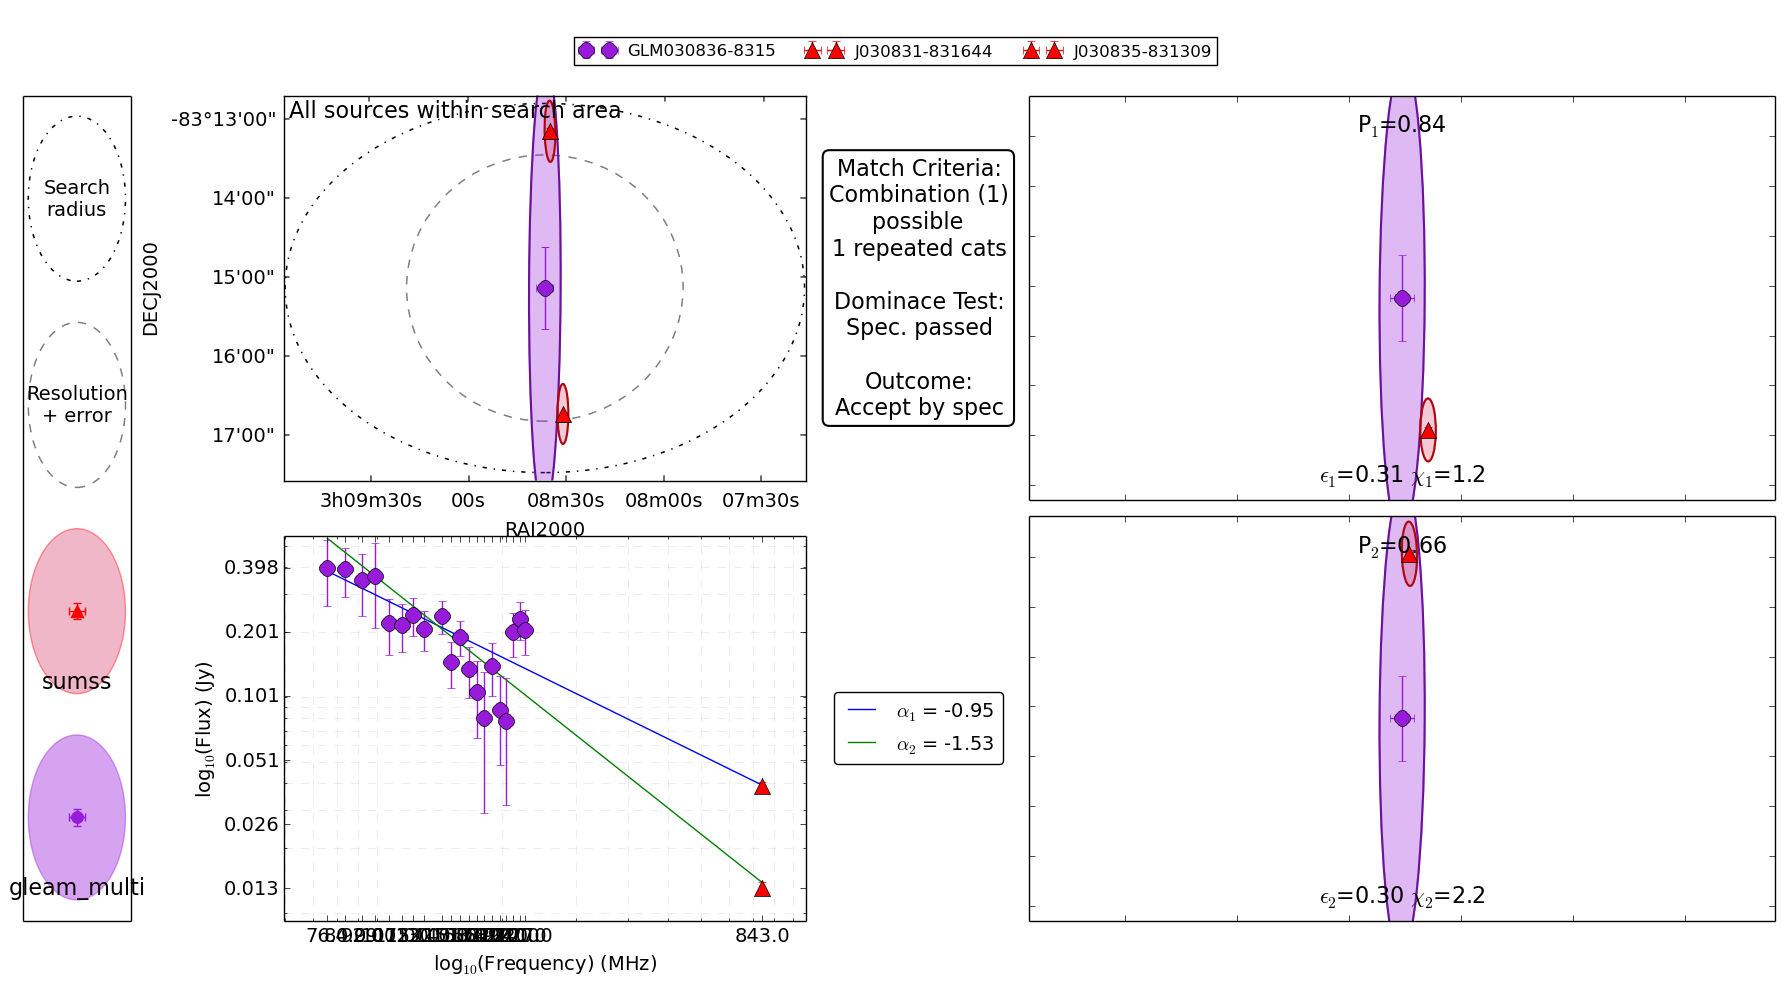 GLM030836-8315 J030831-831644 J030835-831309
Search
radius
Resolution
+ error
sumss
gleam_multi
All sources within search area
DECJ2000
-83°13'00"
14'00"
15'00"
16'00"
17'00"
3h09m30s 00s 08m30s 08m00s 07m30s
RAJ2000
Match Criteria:
Combination (1)
possible
1 repeated cats
Dominace Test:
Spec. passed
Outcome:
Accept by spec
P1=0.84
ϵ1=0.31 χ1=1.2
P2=0.66
ϵ2=0.30 χ2=2.2
log10(Flux) (Jy)
0.398
0.201
0.101
0.051
0.026
0.013
843.0
log10(Frequency) (MHz)
α1 = -0.95
α2 = -1.53